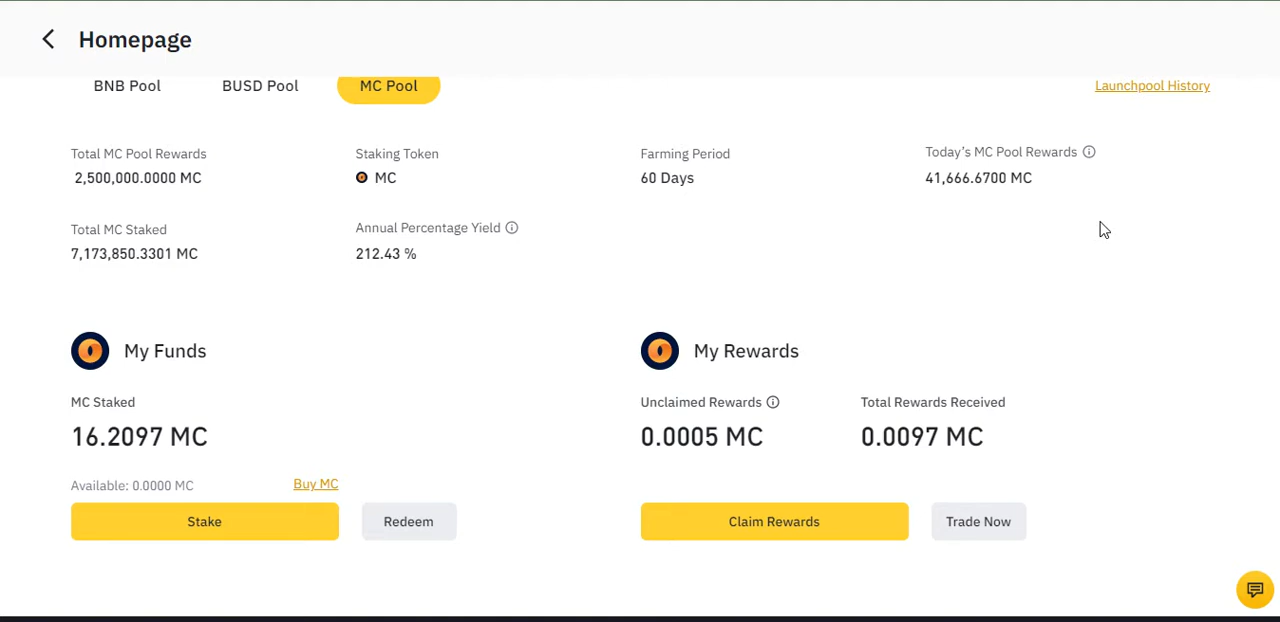 Homepage
BNB Pool BUSD Pool MC Pool Launchpool History
Total MC Pool Rewards Staking Token Farming Period Today's MC Pool Rewards
2,500,000.0000 MC MC 60 Days 41,666.6700 MC
Total MC Staked Annual Percentage Yield
7,173,850.3301 MC 212.43 %
My Funds My Rewards
MC Staked Unclaimed Rewards Total Rewards Received
16.2097 MC 0.0005 MC 0.0097 MC
Available: 0.0000 MC Buy MC
Stake Redeem Claim Rewards Trade Now